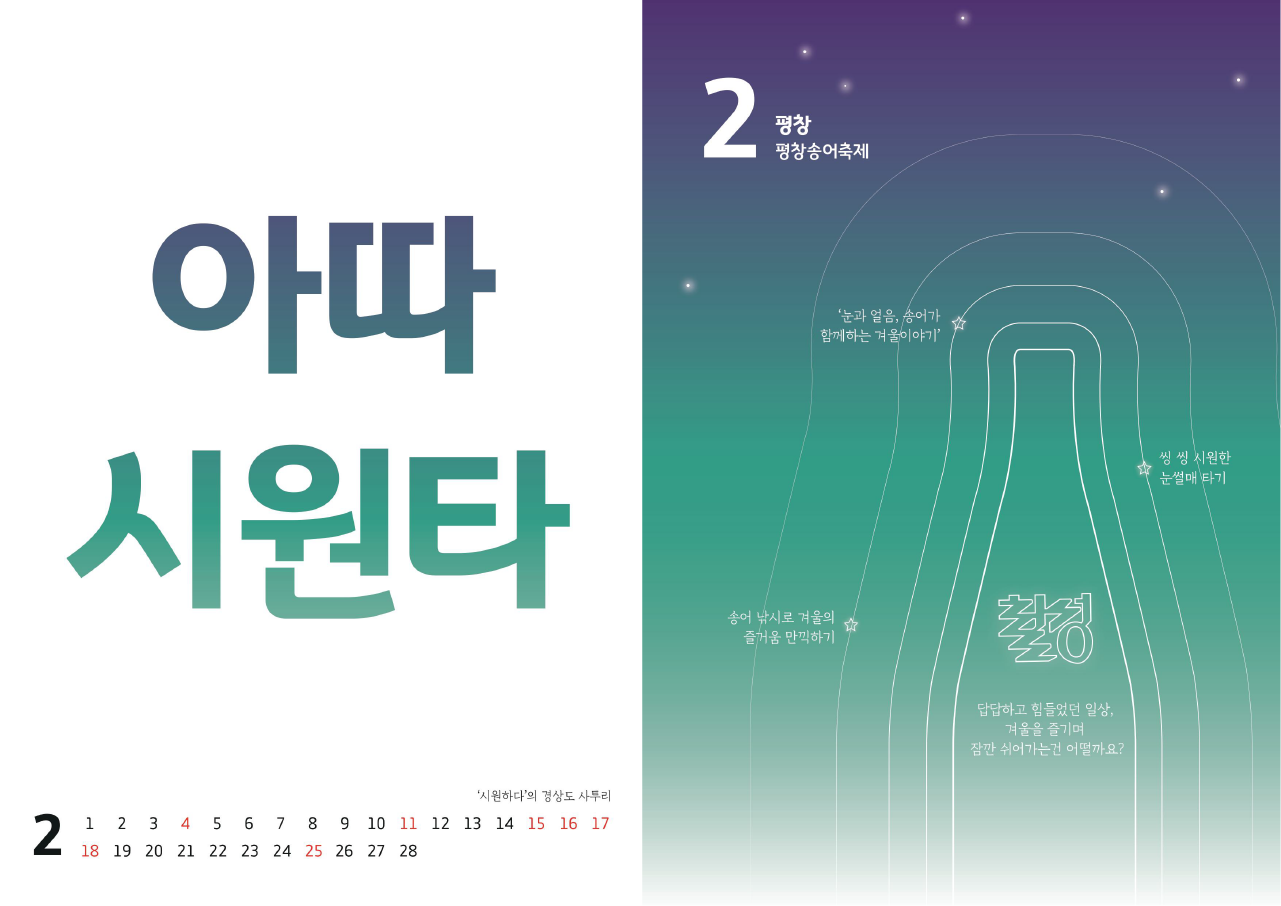 아따
시원타
'시원하다'의 경상도 사투리
2
1 2 3 4 5 6 7 8 9 10 11 12 13 14 15 16 17
18 19 20 21 22 23 24 25 26 27 28
2
평창
평창송어축제
'눈과 얼음, 송어가
함께하는 겨울이야기'
씽 씽 시원한
눈썰매 타기
송어 낚시로 겨울의
즐거움 만끽하기
답답하고 힘들었던 일상,
겨울을 즐기며
잠깐 쉬어가는건 어떨까요?